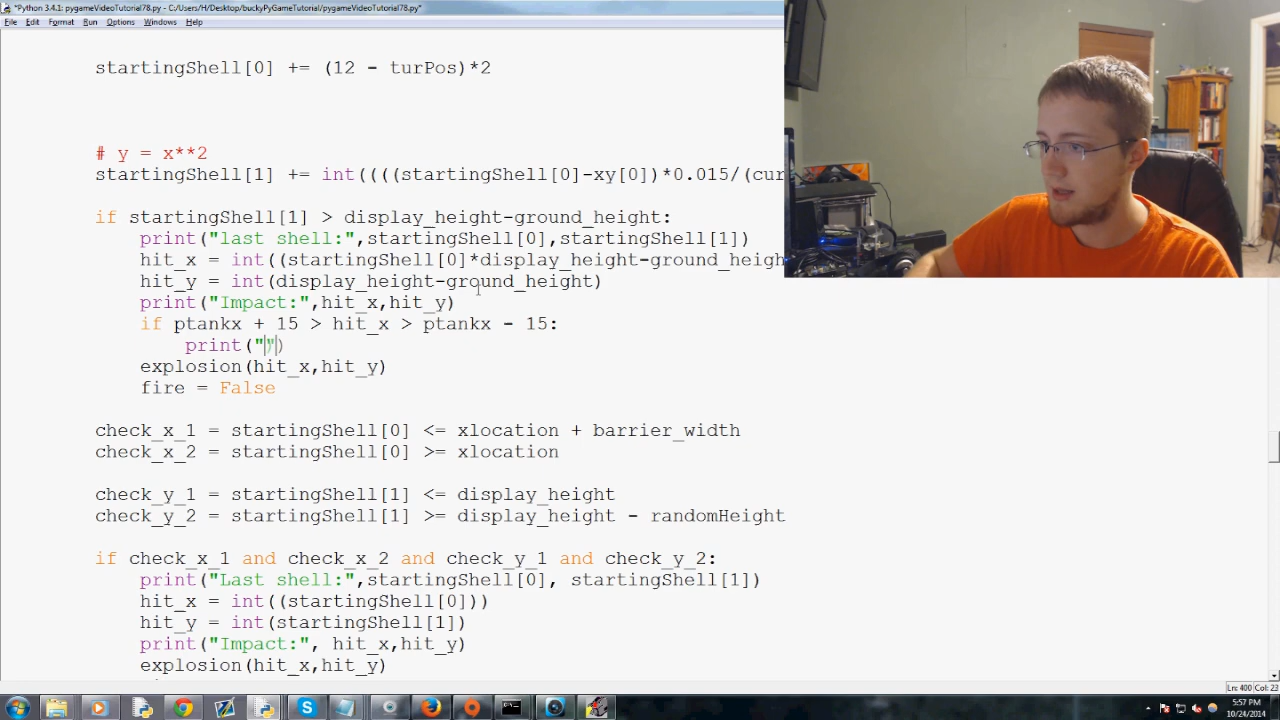 *Python 3.4.1: pygameVideoTutorial78.py - C:/Users/H/Desktop/buckyPyGameTutorial/pygameVideoTutorial78.py*
File Edit Format Run Options Windows Help
startingShell[0] += (12 - turPos)*2
# y = x**2
startingShell[1] += int((((startingShell[0]-xy[0])*0.015/(cur
if startingShell[1] > display_height-ground_height:
print("last shell:",startingShell[0],startingShell[1])
hit_x = int((startingShell[0]*display_height-ground_heigh
hit_y = int(display_height-ground_height)
print("Impact:",hit_x,hit_y)
if ptankx + 15 > hit_x > ptankx - 15:
print("")
explosion(hit_x,hit_y)
fire = False
check_x_1 = startingShell[0] <= xlocation + barrier_width
check_x_2 = startingShell[0] >= xlocation
check_y_1 = startingShell[1] <= display_height
check_y_2 = startingShell[1] >= display_height - randomHeight
if check_x_1 and check_x_2 and check_y_1 and check_y_2:
print("Last shell:",startingShell[0], startingShell[1])
hit_x = int((startingShell[0]))
hit_y = int(startingShell[1])
print("Impact:", hit_x,hit_y)
explosion(hit_x,hit_y)
Ln: 400 Col: 23
5:57 PM
10/24/2014